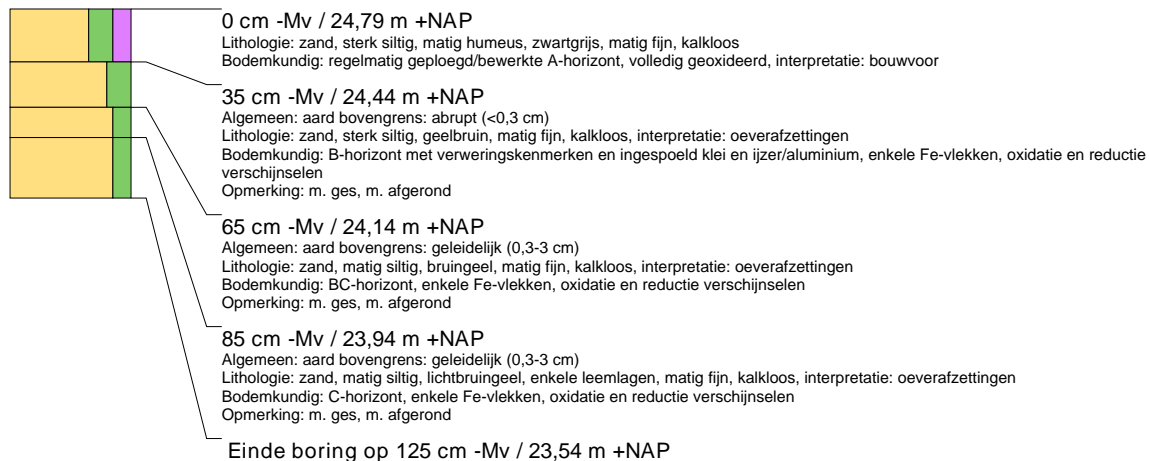 0 cm -Mv / 24,79 m +NAP
Lithologie: zand, sterk siltig, matig humeus, zwartgrijs, matig fijn, kalkloos
Bodemkundig: regelmatig geploegd/bewerkte A-horizont, volledig geoxideerd, interpretatie: bouwvoor
35 cm -Mv / 24,44 m +NAP
Algemeen: aard bovengrens: abrupt (<0,3 cm)
Lithologie: zand, sterk siltig, geelbruin, matig fijn, kalkloos, interpretatie: oeverafzettingen
Bodemkundig: B-horizont met verweringskenmerken en ingespoeld klei en ijzer/aluminium, enkele Fe-vlekken, oxidatie en reductie
verschijnselen
Opmerking: m. ges, m. afgerond
65 cm -Mv / 24,14 m +NAP
Algemeen: aard bovengrens: geleidelijk (0,3-3 cm)
Lithologie: zand, matig siltig, bruingeel, matig fijn, kalkloos, interpretatie: oeverafzettingen
Bodemkundig: BC-horizont, enkele Fe-vlekken, oxidatie en reductie verschijnselen
Opmerking: m. ges, m. afgerond
85 cm -Mv / 23,94 m +NAP
Algemeen: aard bovengrens: geleidelijk (0,3-3 cm)
Lithologie: zand, matig siltig, lichtbruingeel, enkele leemlagen, matig fijn, kalkloos, interpretatie: oeverafzettingen
Bodemkundig: C-horizont, enkele Fe-vlekken, oxidatie en reductie verschijnselen
Opmerking: m. ges, m. afgerond
Einde boring op 125 cm -Mv / 23,54 m +NAP